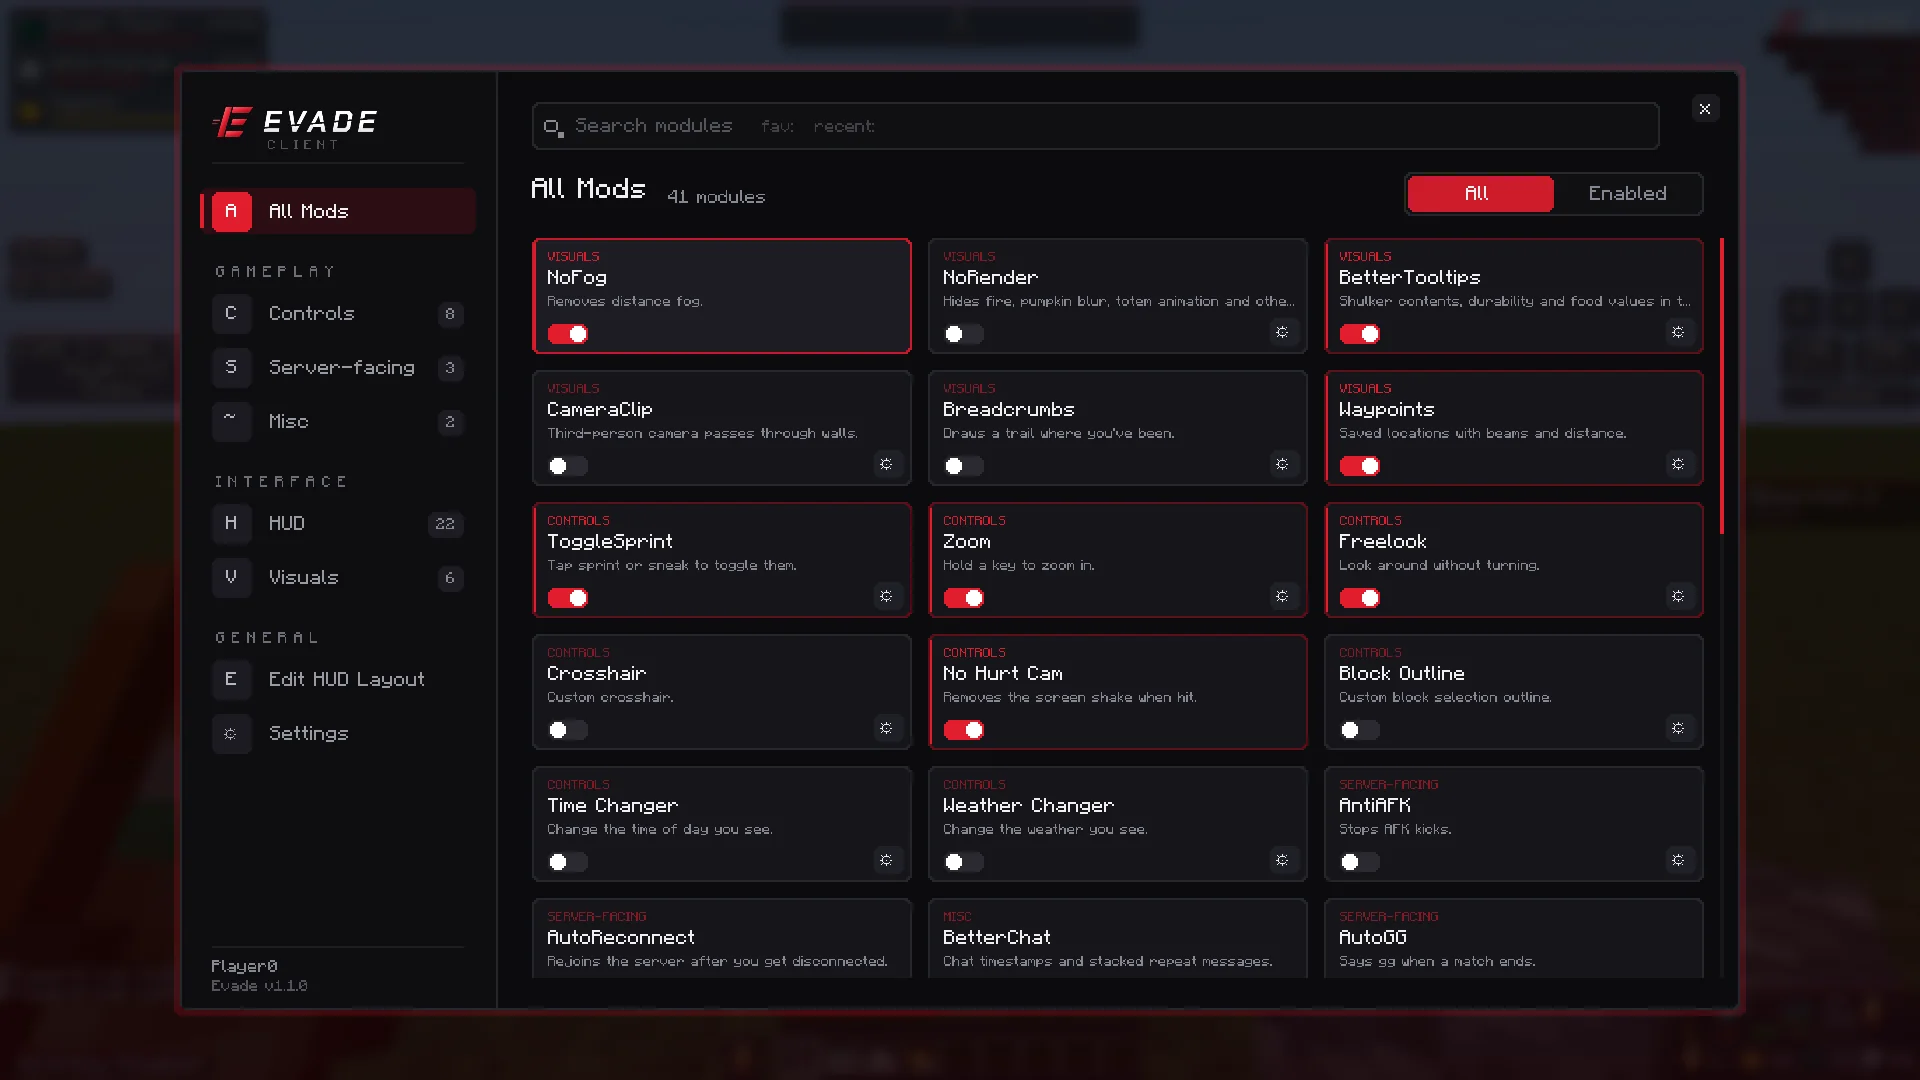 EVADE
CLIENT
Search modules fav: recent:
All Mods 41 modules
All Enabled
A All Mods
GAMEPLAY
C Controls 8
S Server-facing 3
~ Misc 2
INTERFACE
H HUD 22
V Visuals 6
GENERAL
E Edit HUD Layout
Settings
Player0
Evade v1.1.0
VISUALS
NoFog
Removes distance fog.
VISUALS
NoRender
Hides fire, pumpkin blur, totem animation and othe...
VISUALS
BetterTooltips
Shulker contents, durability and food values in t...
VISUALS
CameraClip
Third-person camera passes through walls.
VISUALS
Breadcrumbs
Draws a trail where you've been.
VISUALS
Waypoints
Saved locations with beams and distance.
CONTROLS
ToggleSprint
Tap sprint or sneak to toggle them.
CONTROLS
Zoom
Hold a key to zoom in.
CONTROLS
Freelook
Look around without turning.
CONTROLS
Crosshair
Custom crosshair.
CONTROLS
No Hurt Cam
Removes the screen shake when hit.
CONTROLS
Block Outline
Custom block selection outline.
CONTROLS
Time Changer
Change the time of day you see.
CONTROLS
Weather Changer
Change the weather you see.
SERVER-FACING
AntiAFK
Stops AFK kicks.
SERVER-FACING
AutoReconnect
Rejoins the server after you get disconnected.
MISC
BetterChat
Chat timestamps and stacked repeat messages.
SERVER-FACING
AutoGG
Says gg when a match ends.